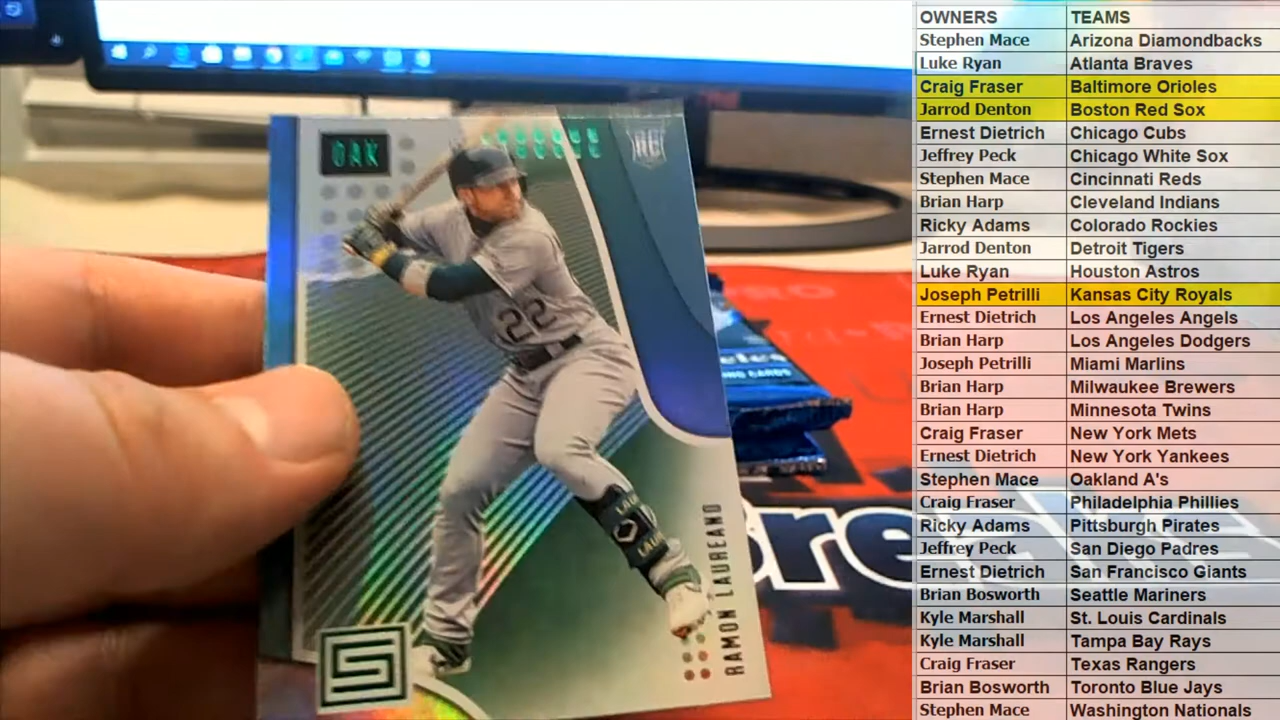 OAK
RC
22
LAUR
LAUR
RAMON LAUREANO
S
OWNERS TEAMS
Stephen Mace Arizona Diamondbacks
Luke Ryan Atlanta Braves
Craig Fraser Baltimore Orioles
Jarrod Denton Boston Red Sox
Ernest Dietrich Chicago Cubs
Jeffrey Peck Chicago White Sox
Stephen Mace Cincinnati Reds
Brian Harp Cleveland Indians
Ricky Adams Colorado Rockies
Jarrod Denton Detroit Tigers
Luke Ryan Houston Astros
Joseph Petrilli Kansas City Royals
Ernest Dietrich Los Angeles Angels
Brian Harp Los Angeles Dodgers
Joseph Petrilli Miami Marlins
Brian Harp Milwaukee Brewers
Brian Harp Minnesota Twins
Craig Fraser New York Mets
Ernest Dietrich New York Yankees
Stephen Mace Oakland A's
Craig Fraser Philadelphia Phillies
Ricky Adams Pittsburgh Pirates
Jeffrey Peck San Diego Padres
Ernest Dietrich San Francisco Giants
Brian Bosworth Seattle Mariners
Kyle Marshall St. Louis Cardinals
Kyle Marshall Tampa Bay Rays
Craig Fraser Texas Rangers
Brian Bosworth Toronto Blue Jays
Stephen Mace Washington Nationals